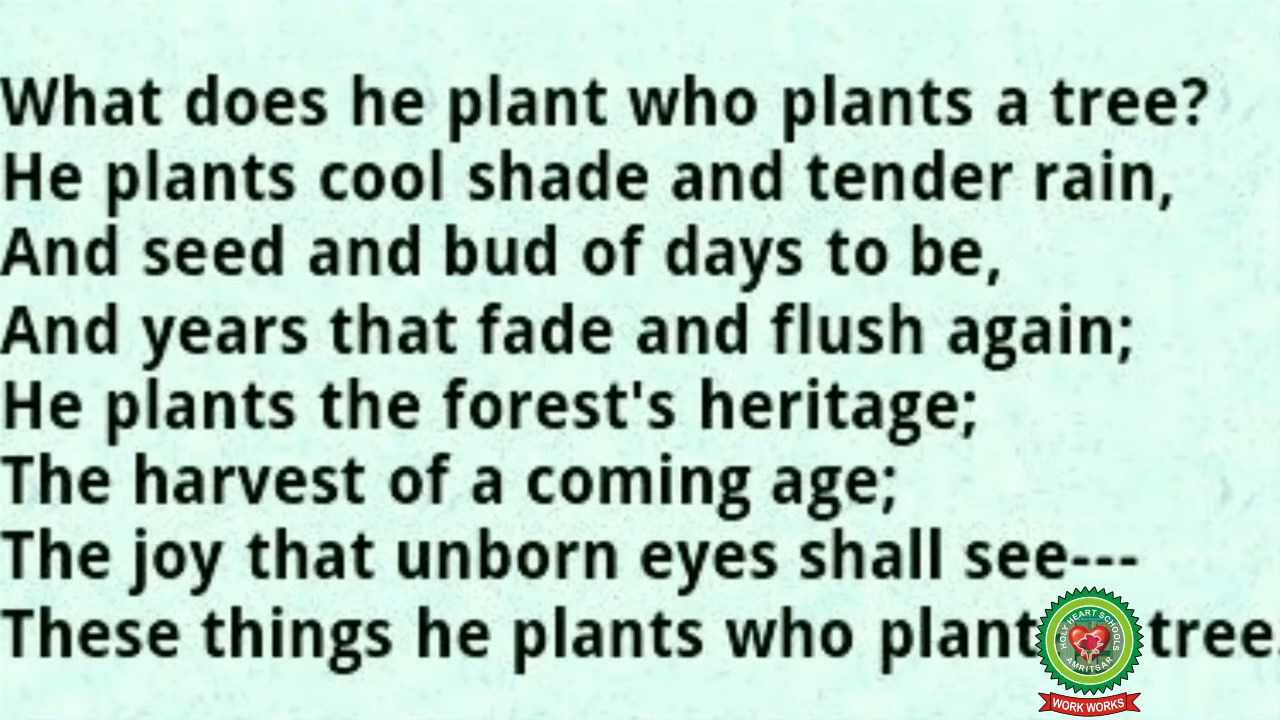 What does he plant who plants a tree?
He plants cool shade and tender rain,
And seed and bud of days to be,
And years that fade and flush again;
He plants the forest's heritage;
The harvest of a coming age;
The joy that unborn eyes shall see---
These things he plants who plant tree.
HOLY HEART SCHOOLS
AMRITSAR
WORK WORKS